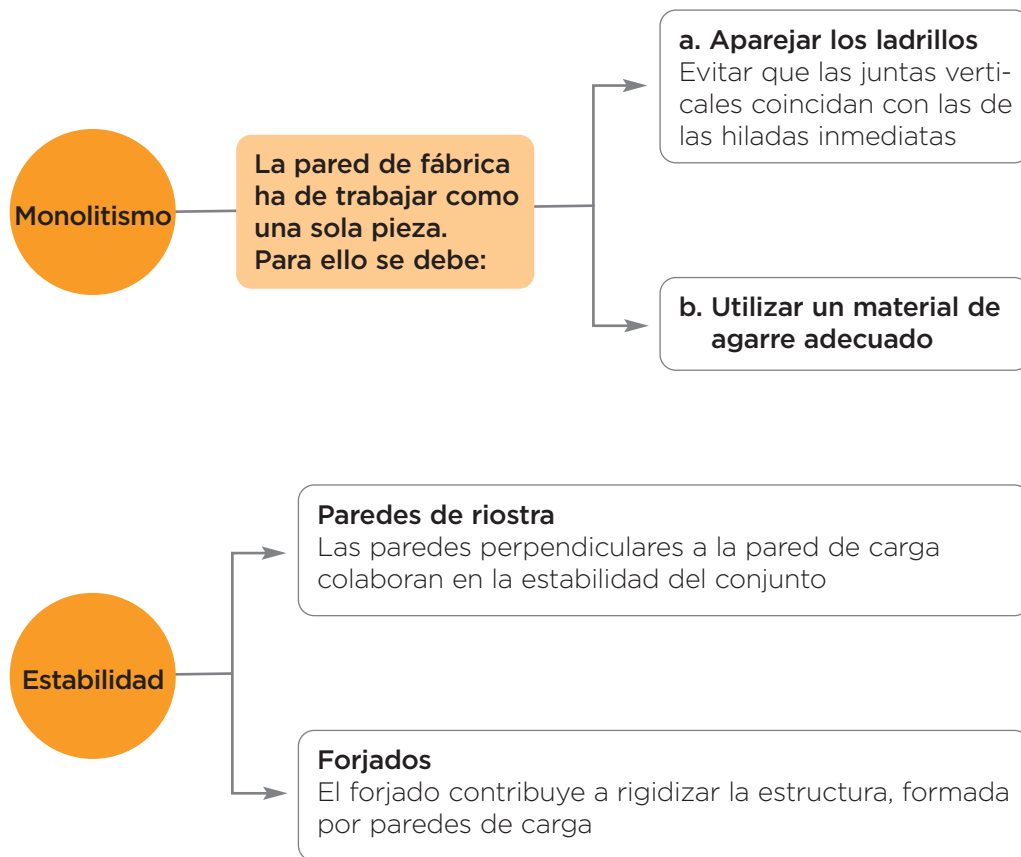 Monolitismo
La pared de fábrica
ha de trabajar como
una sola pieza.
Para ello se debe:
a. Aparejar los ladrillos
Evitar que las juntas verti-
cales coincidan con las de
las hiladas inmediatas
b. Utilizar un material de
agarre adecuado
Estabilidad
Paredes de riostra
Las paredes perpendiculares a la pared de carga
colaboran en la estabilidad del conjunto
Forjados
El forjado contribuye a rigidizar la estructura, formada
por paredes de carga